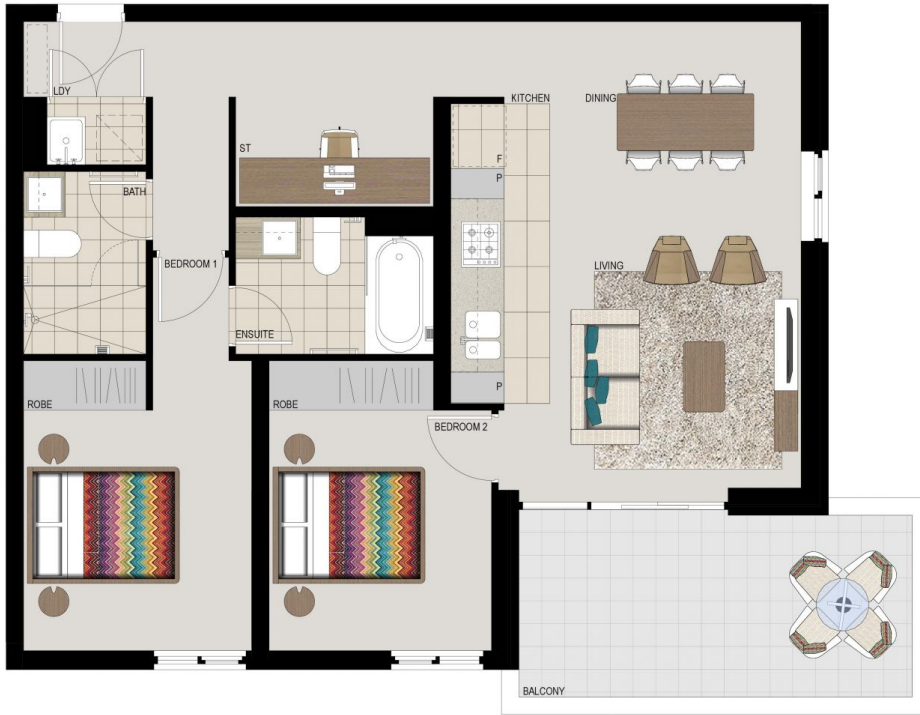 LDY
KITCHEN
DINING
ST
F
P
BATH
BEDROOM 1
LIVING
ENSUITE
P
ROBE
ROBE
BEDROOM 2
BALCONY